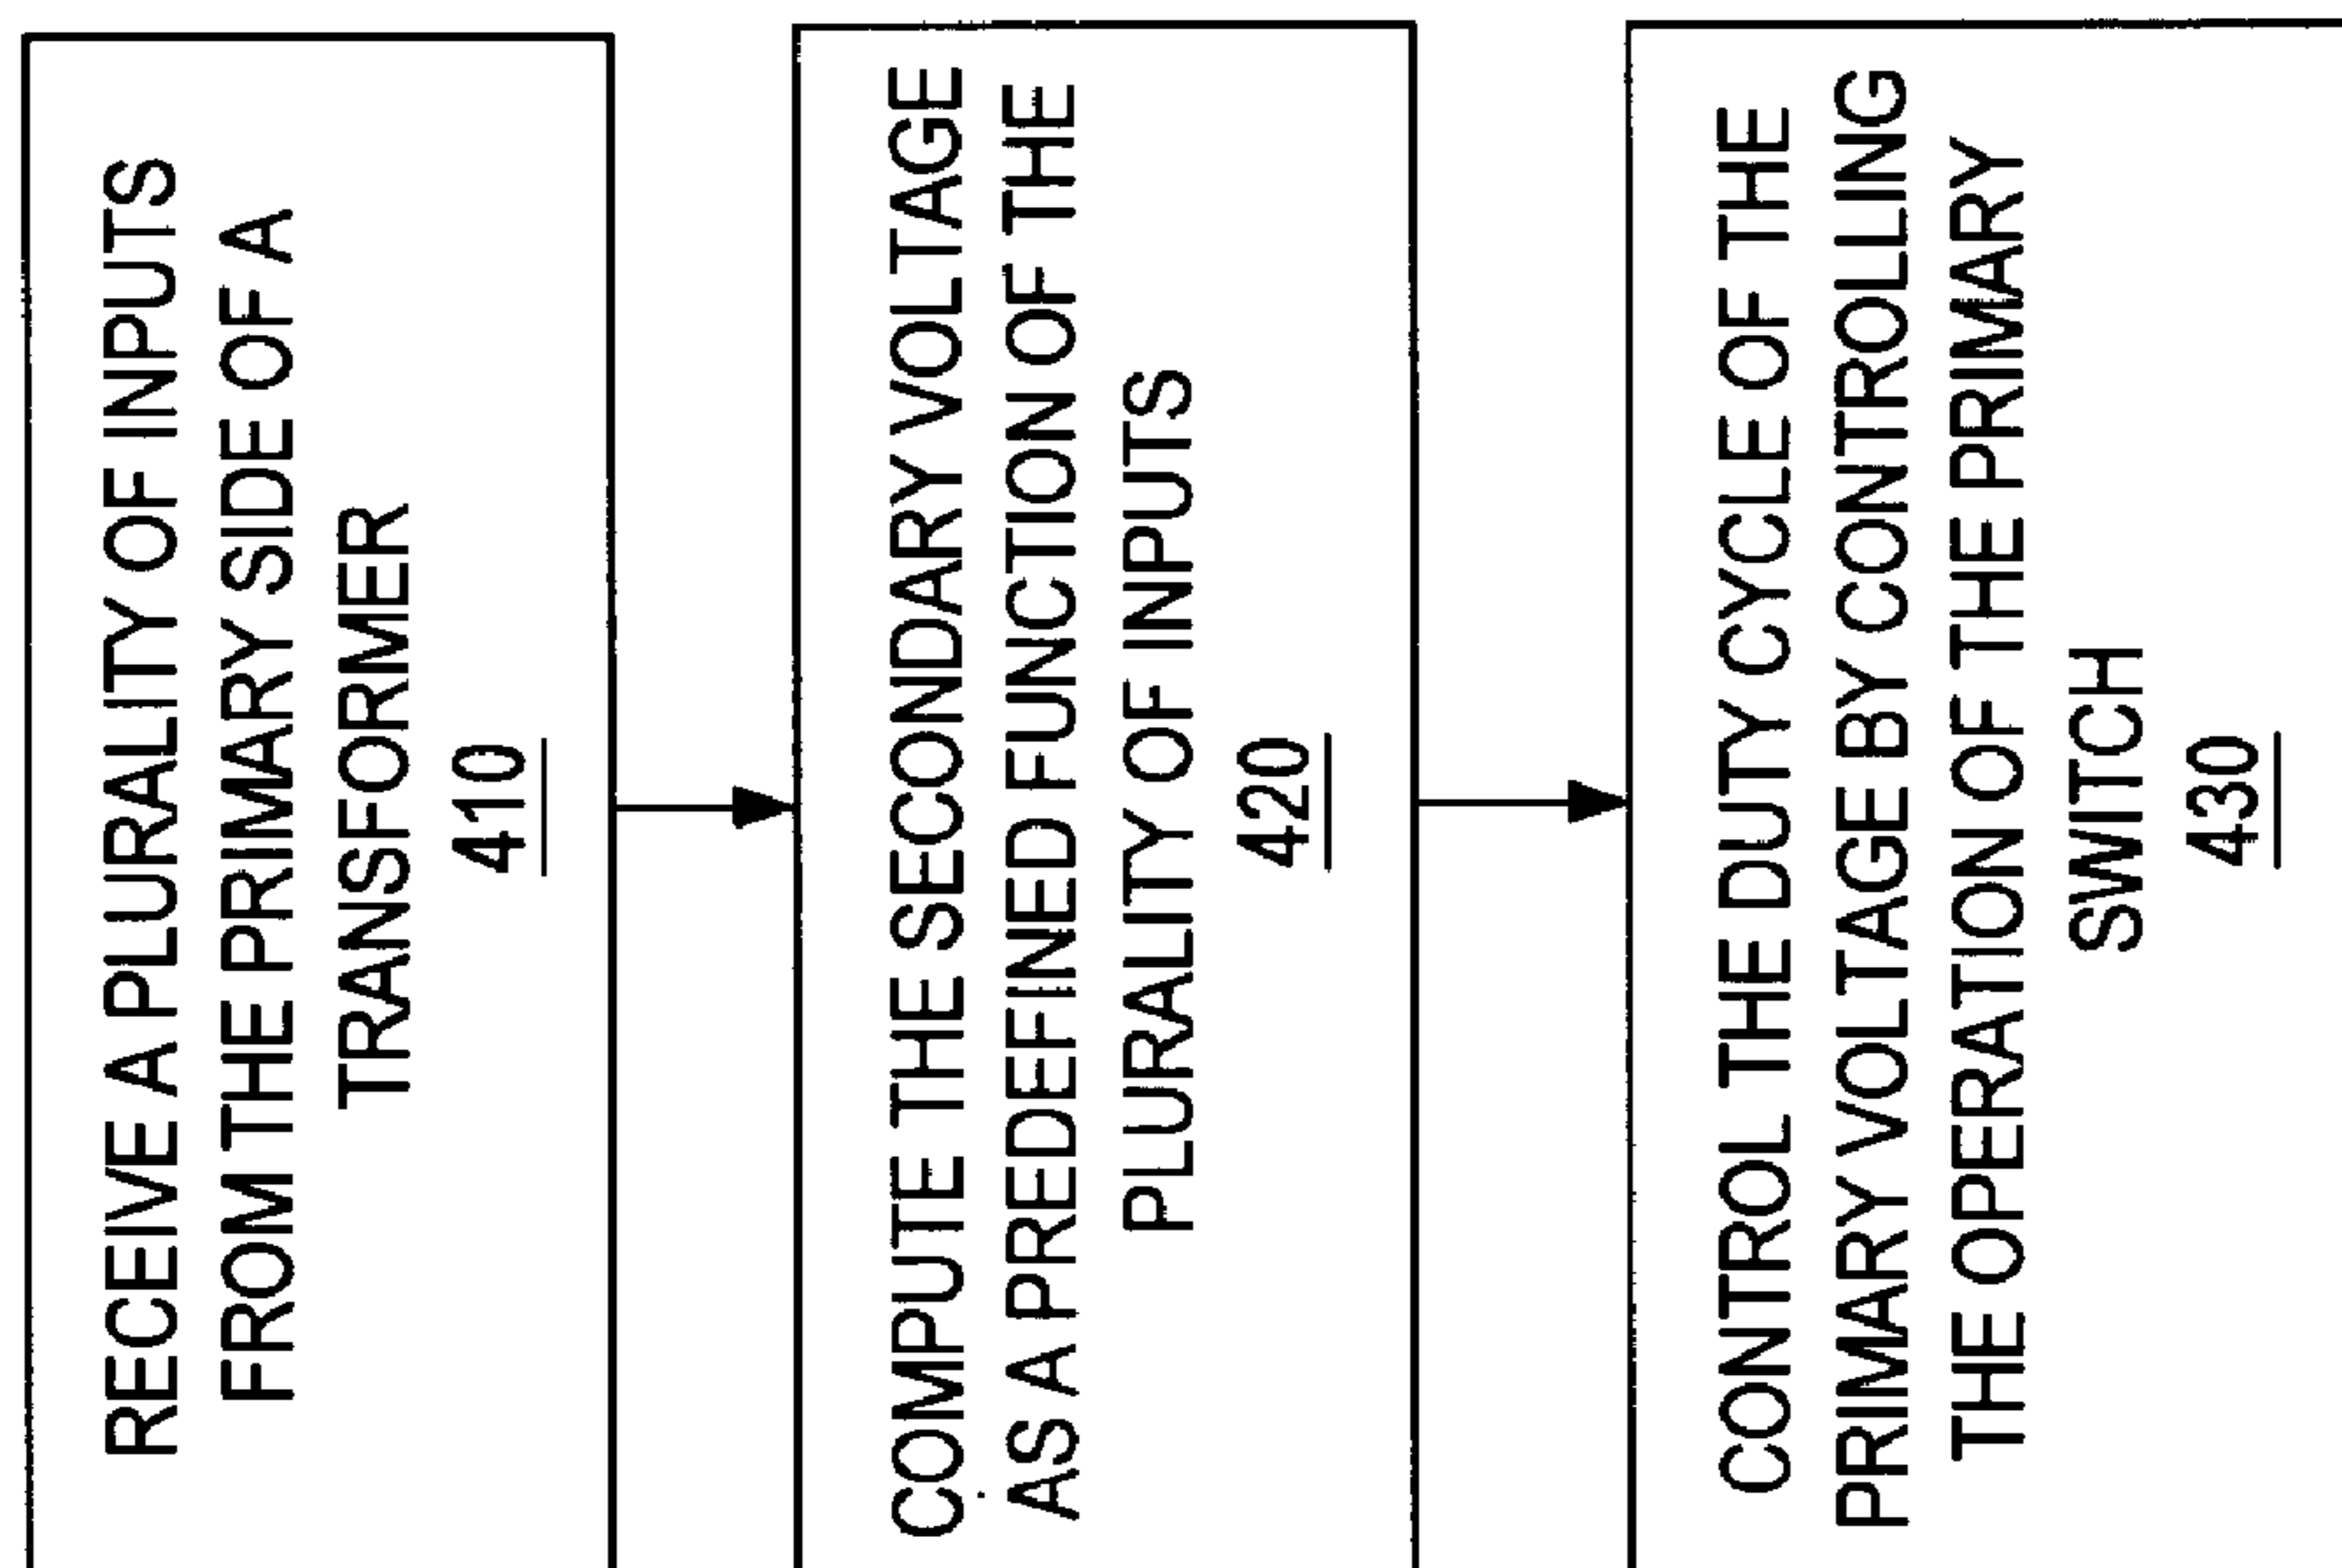 RECEIVE A PLURALITY OF INPUTS
FROM THE PRIMARY SIDE OF A
TRANSFORMER
410
COMPUTE THE SECONDARY VOLTAGE
AS A PREDEFINED FUNCTION OF THE
PLURALITY OF INPUTS
420
CONTROL THE DUTY CYCLE OF THE
PRIMARY VOLTAGE BY CONTROLLING
THE OPERATION OF THE PRIMARY
SWITCH
430